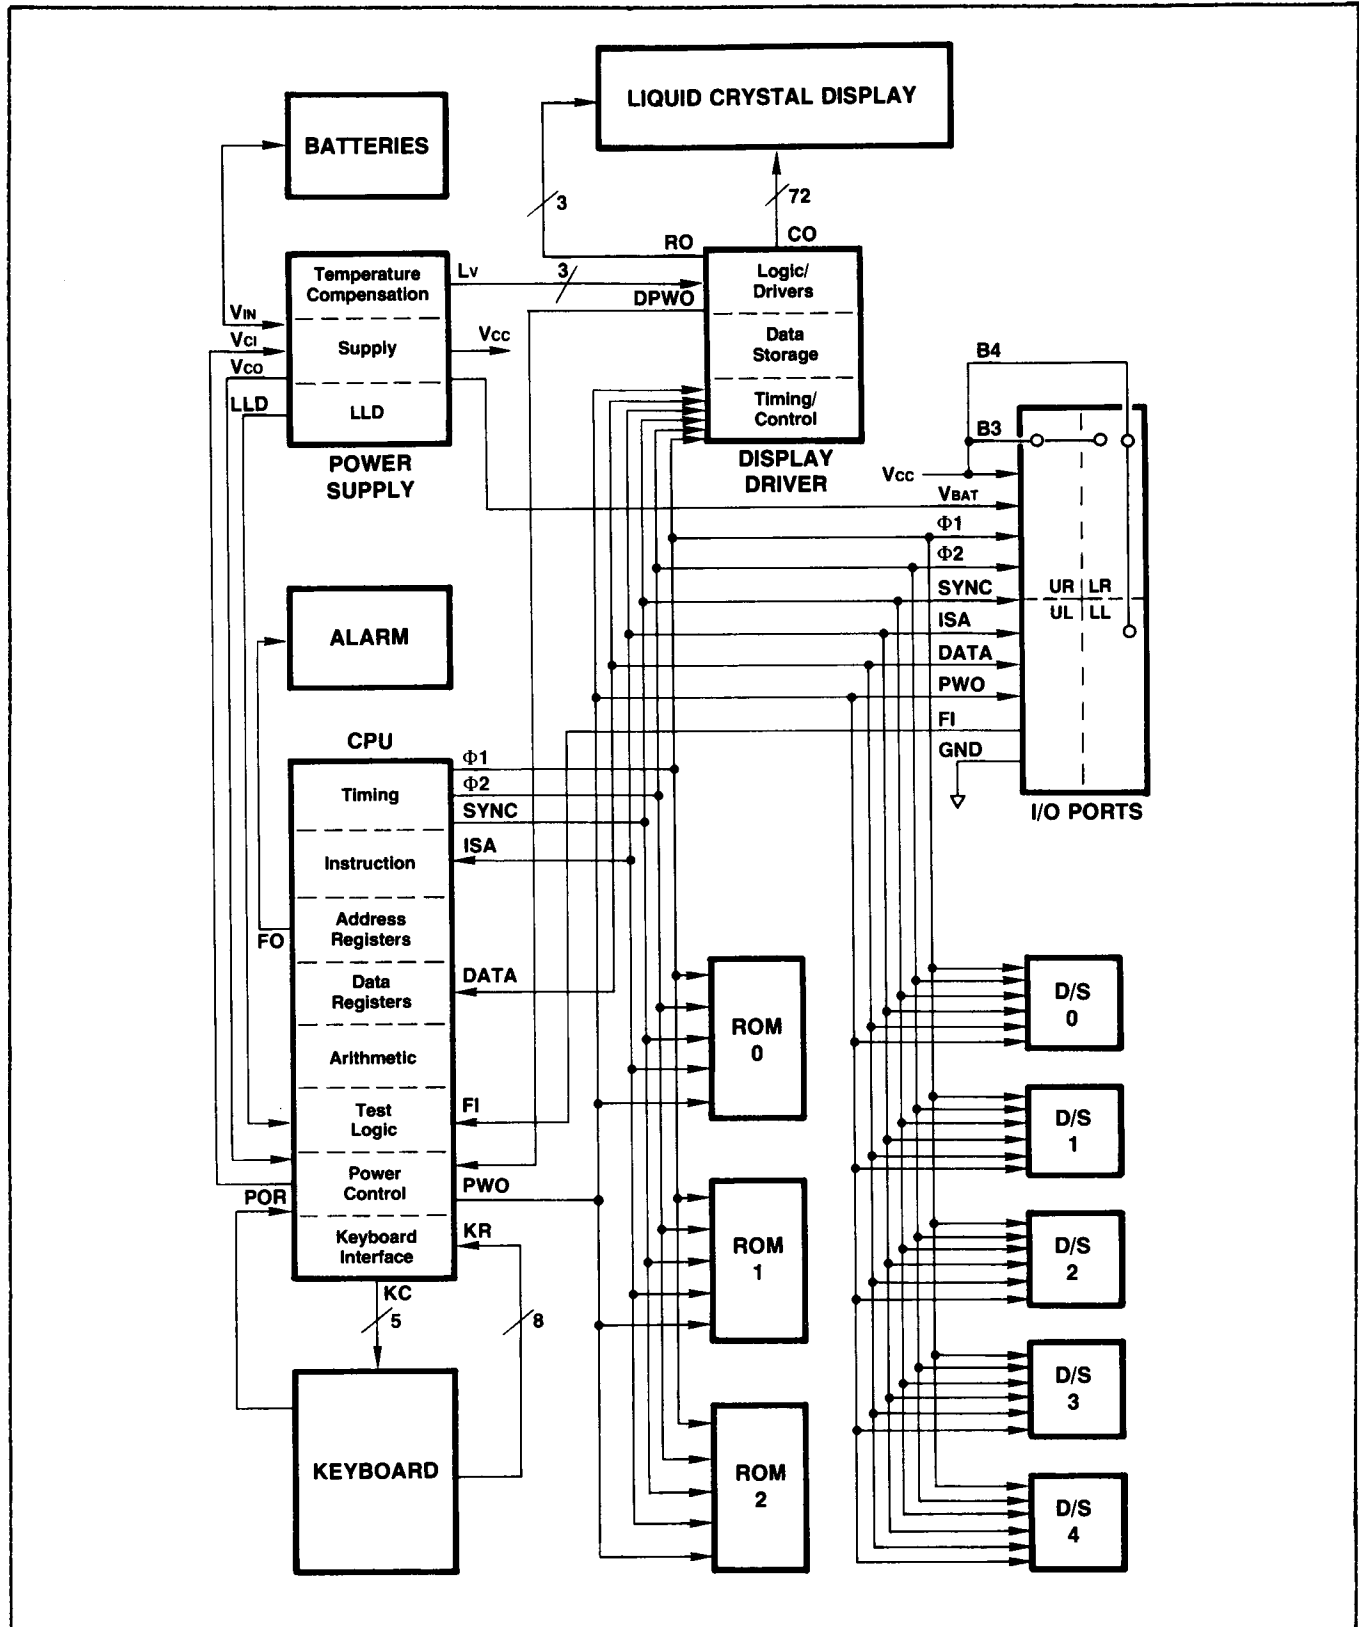 LIQUID CRYSTAL DISPLAY
BATTERIES
3
72
RO
CO
Temperature
Compensation
LV
3
Logic/
Drivers
DPWO
VIN
VCI
Supply
VCC
Data
Storage
VCO
LLD
LLD
Timing/
Control
B4
B3
POWER
SUPPLY
DISPLAY
DRIVER
VCC
VBAT
Φ1
Φ2
SYNC
UR LR
ISA
UL LL
ALARM
DATA
PWO
FI
GND
I/O PORTS
CPU
Φ1
Timing
Φ2
SYNC
ISA
Instruction
Address
Registers
FO
DATA
Data
Registers
Arithmetic
FI
Test
Logic
Power
Control
POR
PWO
KR
Keyboard
Interface
KC
5
8
KEYBOARD
ROM
0
ROM
1
ROM
2
D/S
0
D/S
1
D/S
2
D/S
3
D/S
4